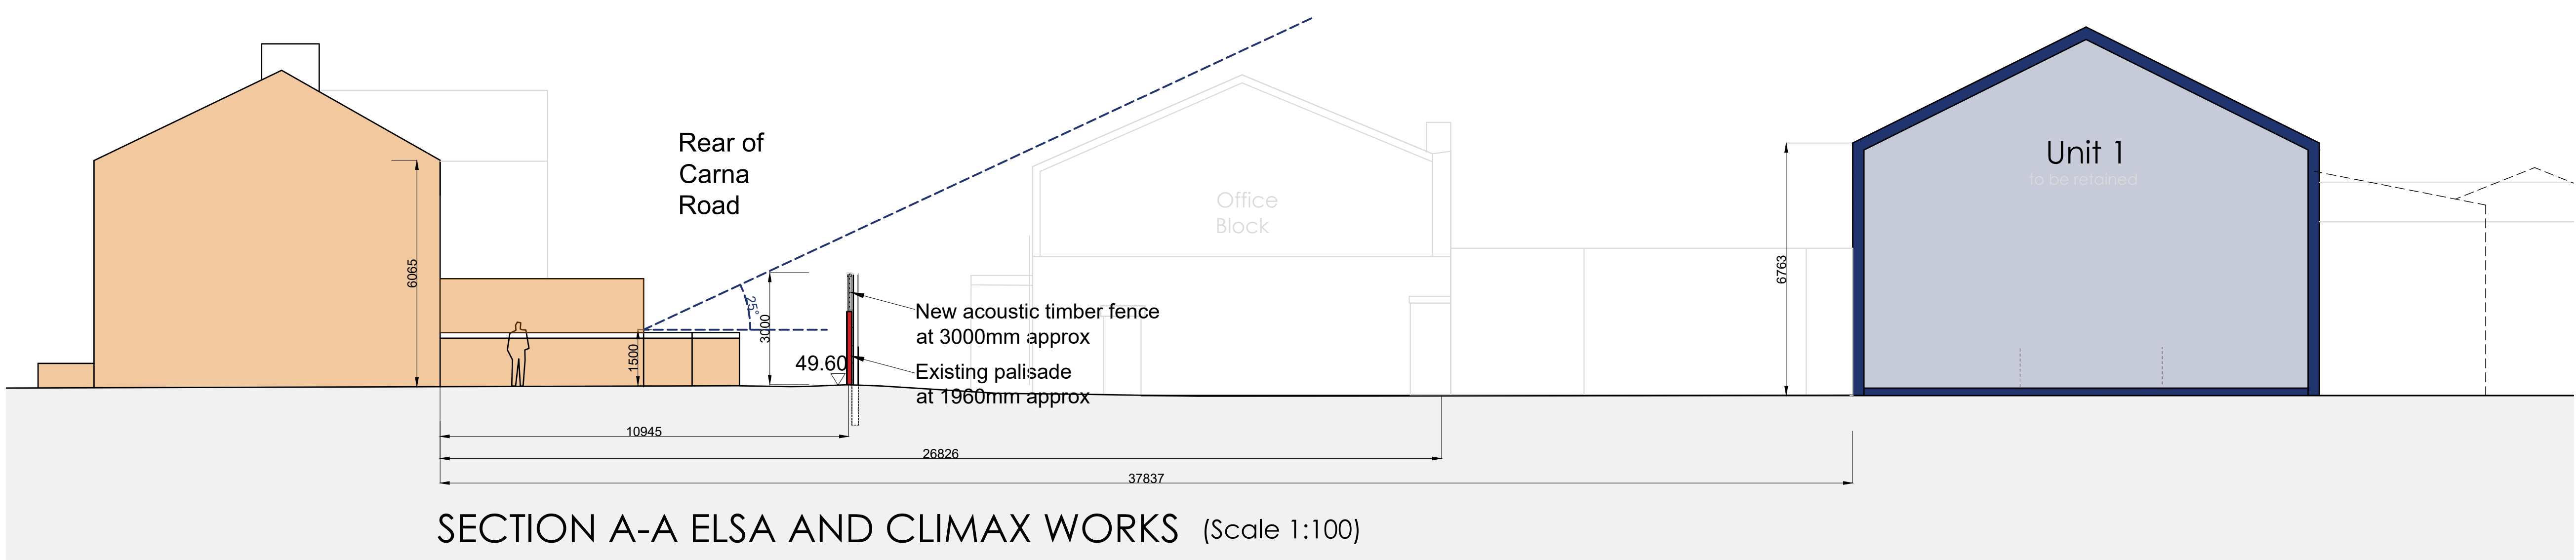 Rear of
Carna
Road
6065
1500
25°
3000
49.60
New acoustic timber fence
at 3000mm approx
Existing palisade
at 1960mm approx
Office
Block
6763
Unit 1
to be retained
10945
26826
37837
SECTION A-A ELSA AND CLIMAX WORKS (Scale 1:100)